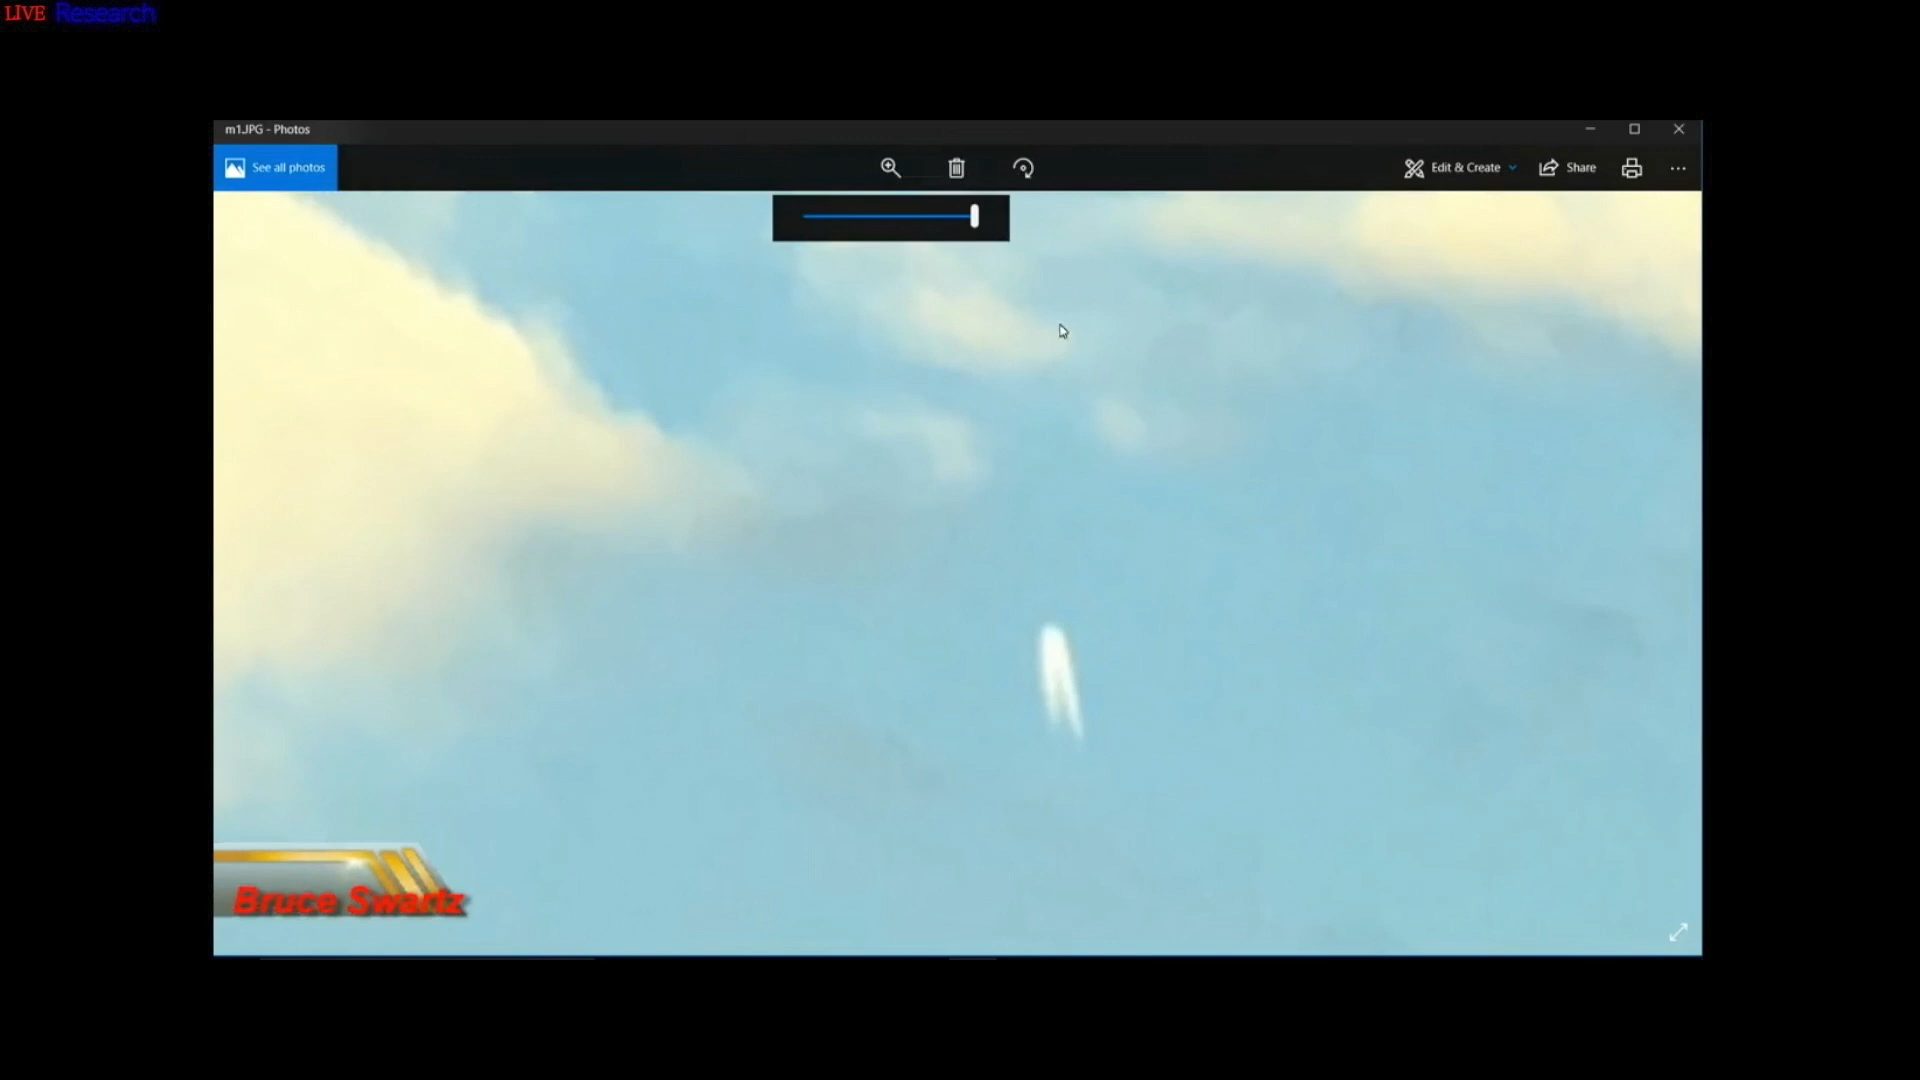 LIVE Research
m1.JPG - Photos
See all photos
Edit & Create
Share
Bruce Swartz